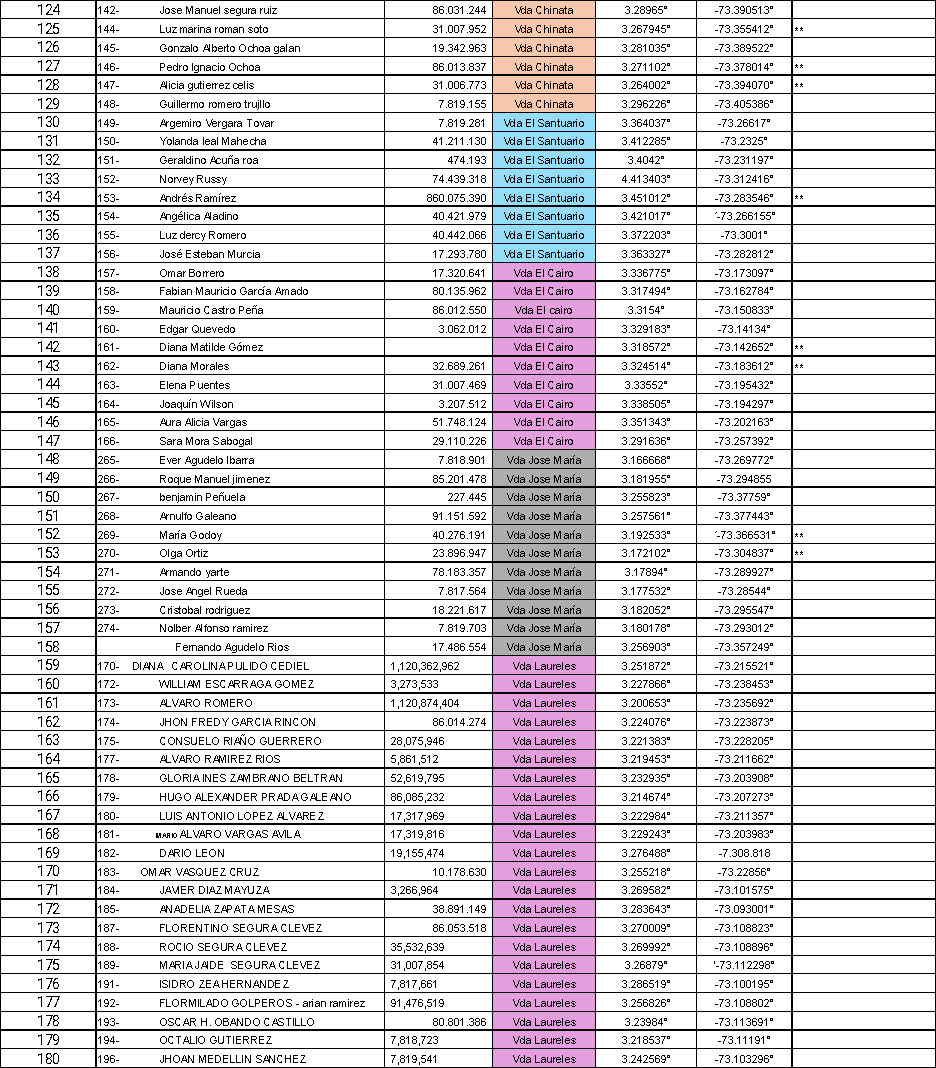 124 142- Jose Manuel segura ruiz 86.031.244 Vda Chinata 3.28965° -73.390513°
125 144- Luz marina roman soto 31.007.952 Vda Chinata 3.267945° -73.355412° **
126 145- Gonzalo Alberto Ochoa galan 19.342.963 Vda Chinata 3.281035° -73.389522°
127 146- Pedro Ignacio Ochoa 86.013.837 Vda Chinata 3.271102° -73.378014° **
128 147- Alicia gutierrez celis 31.006.773 Vda Chinata 3.264002° -73.394070° **
129 148- Guillermo romero trujllo 7.819.155 Vda Chinata 3.296226° -73.405386°
130 149- Argemiro Vergara Tovar 7.819.281 Vda El Santuario 3.364037° -73.26617°
131 150- Yolanda leal Mahecha 41.211.130 Vda El Santuario 3.412285° -73.2325°
132 151- Geraldino Acuña roa 474.193 Vda El Santuario 3.4042° -73.231197°
133 152- Norvey Russy 74.439.318 Vda El Santuario 4.413403° -73.312416°
134 153- Andrés Ramírez 860.075.390 Vda El Santuario 3.451012° -73.283546° **
135 154- Angélica Aladino 40.421.979 Vda El Santuario 3.421017° ´-73.266155°
136 155- Luz dercy Romero 40.442.066 Vda El Santuario 3.372203° -73.3001°
137 156- José Esteban Murcia 17.293.780 Vda El Santuario 3.363327° -73.282812°
138 157- Omar Borrero 17.320.641 Vda El Cairo 3.336775° -73.173097°
139 158- Fabian Mauricio García Amado 80.135.962 Vda El Cairo 3.317494° -73.162784°
140 159- Mauricio Castro Peña 86.012.550 Vda El cairo 3.3154° -73.150833°
141 160- Edgar Quevedo 3.062.012 Vda El Cairo 3.329183° -73.14134°
142 161- Diana Matilde Gómez Vda El Cairo 3.318572° -73.142652° **
143 162- Diana Morales 32.689.261 Vda El Cairo 3.324514° -73.183612° **
144 163- Elena Puentes 31.007.469 Vda El Cairo 3.33552° -73.195432°
145 164- Joaquín Wilson 3.207.512 Vda El Cairo 3.338505° -73.194297°
146 165- Aura Alicia Vargas 51.748.124 Vda El Cairo 3.351343° -73.202163°
147 166- Sara Mora Sabogal 29.110.226 Vda El Cairo 3.291636° -73.257392°
148 265- Ever Agudelo Ibarra 7.818.901 Vda Jose María 3.166668° -73.269772°
149 266- Roque Manuel jimenez 85.201.478 Vda Jose María 3.181955° -73.294855
150 267- benjamin Peñuela 227.445 Vda Jose María 3.255823° -73.37759°
151 268- Arnulfo Galeano 91.151.592 Vda Jose María 3.257561° -73.377443°
152 269- María Godoy 40.276.191 Vda Jose María 3.192533° ´-73.366531° **
153 270- Olga Ortiz 23.896.947 Vda Jose María 3.172102° -73.304837° **
154 271- Armando yarte 78.183.357 Vda Jose María 3.17894° -73.289927°
155 272- Jose Angel Rueda 7.817.564 Vda Jose María 3.177532° -73.28544°
156 273- Cristobal rodriguez 18.221.617 Vda Jose María 3.182052° -73.295547°
157 274- Nolber Alfonso ramirez 7.819.703 Vda Jose María 3.180178° -73.293012°
158 Fernando Agudelo Rios 17.486.554 Vda Jose María 3.256903° -73.357249°
159 170- DIANA CAROLINA PULIDO CEDIEL 1,120,362,962 Vda Laureles 3.251872° -73.215521°
160 172- WILLIAM ESCARRAGA GOMEZ 3,273,533 Vda Laureles 3.227866° -73.238453°
161 173- ALVARO ROMERO 1,120,874,404 Vda Laureles 3.200653° -73.235692°
162 174- JHON FREDY GARCIA RINCON 86.014.274 Vda Laureles 3.224076° -73.223873°
163 175- CONSUELO RIAÑO GUERRERO 28,075,946 Vda Laureles 3.221383° -73.228205°
164 177- ALVARO RAMIREZ RIOS 5,861,512 Vda Laureles 3.219453° -73.211662°
165 178- GLORIA INES ZAMBRANO BELTRAN 52,619,795 Vda Laureles 3.232935° -73.203908°
166 179- HUGO ALEXANDER PRADA GALEANO 86,085,232 Vda Laureles 3.214674° -73.207273°
167 180- LUIS ANTONIO LOPEZ ALVAREZ 17,317,969 Vda Laureles 3.222984° -73.211357°
168 181- MARIO ALVARO VARGAS AVILA 17,319,816 Vda Laureles 3.229243° -73.203983°
169 182- DARIO LEON 19,155,474 Vda Laureles 3.276488° -7.308.818
170 183- OMAR VASQUEZ CRUZ 10.178.630 Vda Laureles 3.255218° -73.22856°
171 184- JAVIER DIAZ MAYUZA 3,266,964 Vda Laureles 3.269582° -73.101575°
172 185- ANADELIA ZAPATA MESAS 38.891.149 Vda Laureles 3.283643° -73.093001°
173 187- FLORENTINO SEGURA CLEVEZ 86.053.518 Vda Laureles 3.270009° -73.108823°
174 188- ROCIO SEGURA CLEVEZ 35,532,639 Vda Laureles 3.269992° -73.108896°
175 189- MARIA JAIDE SEGURA CLEVEZ 31,007,854 Vda Laureles 3.26879° '-73.112298°
176 191- ISIDRO ZEA HERNANDEZ 7,817,661 Vda Laureles 3.286519° -73.100195°
177 192- FLORMILADO GOLPEROS - arian ramirez 91,476,519 Vda Laureles 3.256826° -73.108802°
178 193- OSCAR H. OBANDO CASTILLO 80.801.386 Vda Laureles 3.23984° -73.113691°
179 194- OCTALIO GUTIERREZ 7,818,723 Vda Laureles 3.218537° -73.11191°
180 196- JHOAN MEDELLIN SANCHEZ 7,819,541 Vda Laureles 3.242569° -73.103296°